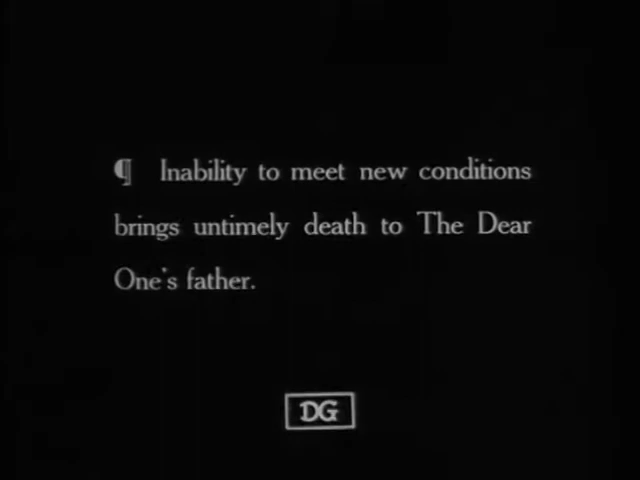 ¶ Inability to meet new conditions
brings untimely death to The Dear
One's father.
DG